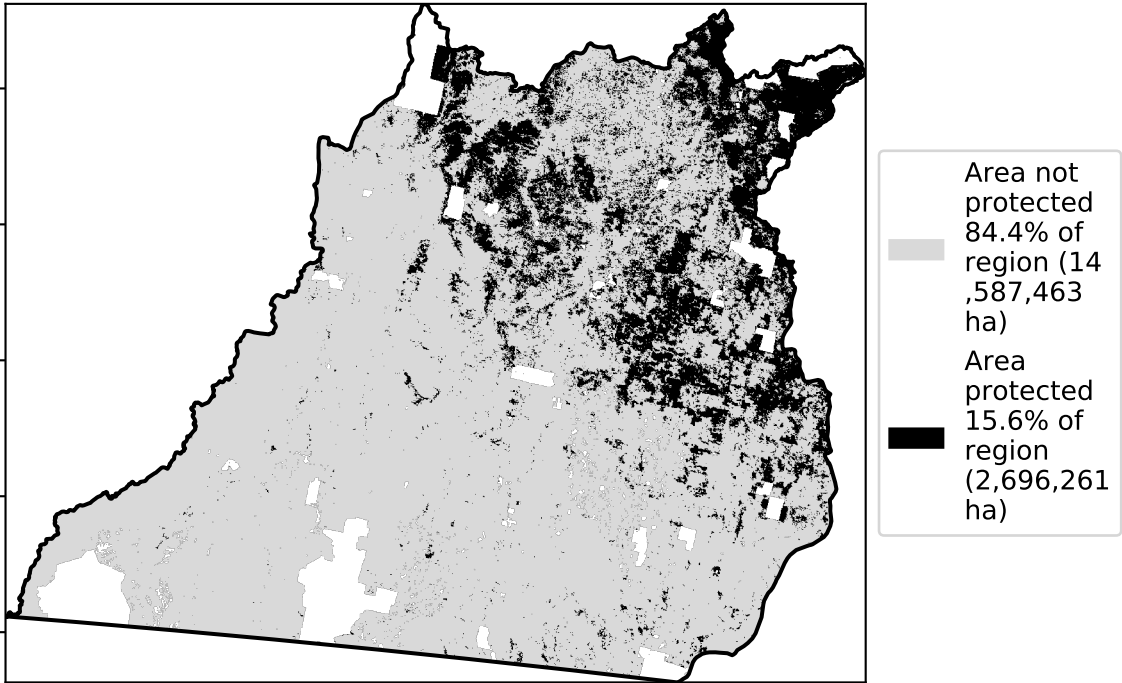 Area not
protected
84.4% of
region (14
,587,463
ha)
Area
protected
15.6% of
region
(2,696,261
ha)